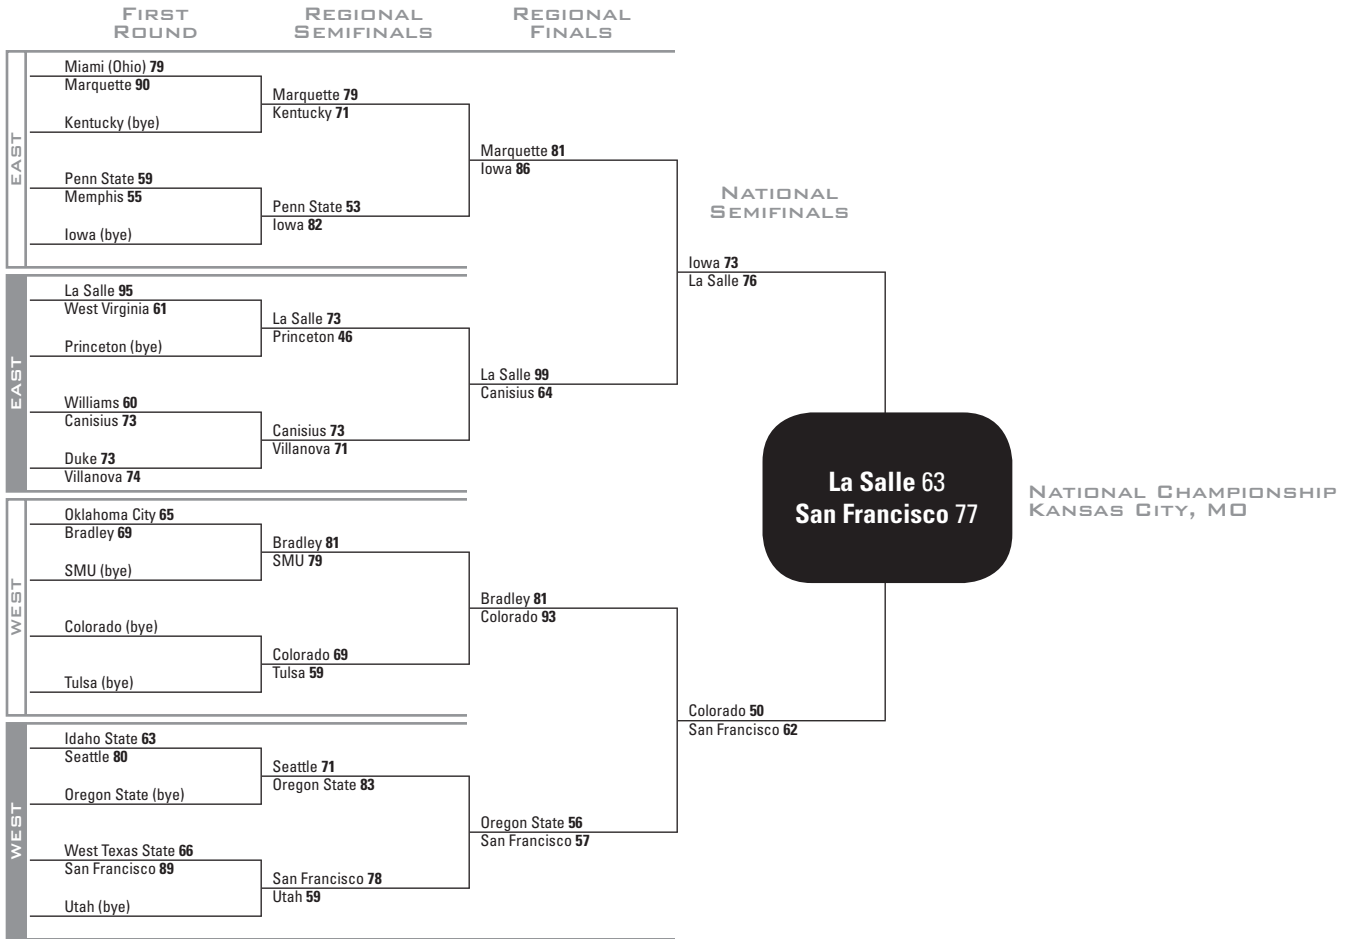 FIRST
ROUND
REGIONAL
SEMIFINALS
REGIONAL
FINALS
EAST
Miami (Ohio) 79
Marquette 90
Kentucky (bye)
Penn State 59
Memphis 55
Iowa (bye)
Marquette 79
Kentucky 71
Penn State 53
Iowa 82
Marquette 81
Iowa 86
EAST
La Salle 95
West Virginia 61
Princeton (bye)
Williams 60
Canisius 73
Duke 73
Villanova 74
La Salle 73
Princeton 46
Canisius 73
Villanova 71
La Salle 99
Canisius 64
WEST
Oklahoma City 65
Bradley 69
SMU (bye)
Colorado (bye)
Tulsa (bye)
Bradley 81
SMU 79
Colorado 69
Tulsa 59
Bradley 81
Colorado 93
WEST
Idaho State 63
Seattle 80
Oregon State (bye)
West Texas State 66
San Francisco 89
Utah (bye)
Seattle 71
Oregon State 83
San Francisco 78
Utah 59
Oregon State 56
San Francisco 57
NATIONAL
SEMIFINALS
Iowa 73
La Salle 76
Colorado 50
San Francisco 62
La Salle 63
San Francisco 77
NATIONAL CHAMPIONSHIP
KANSAS CITY, MO